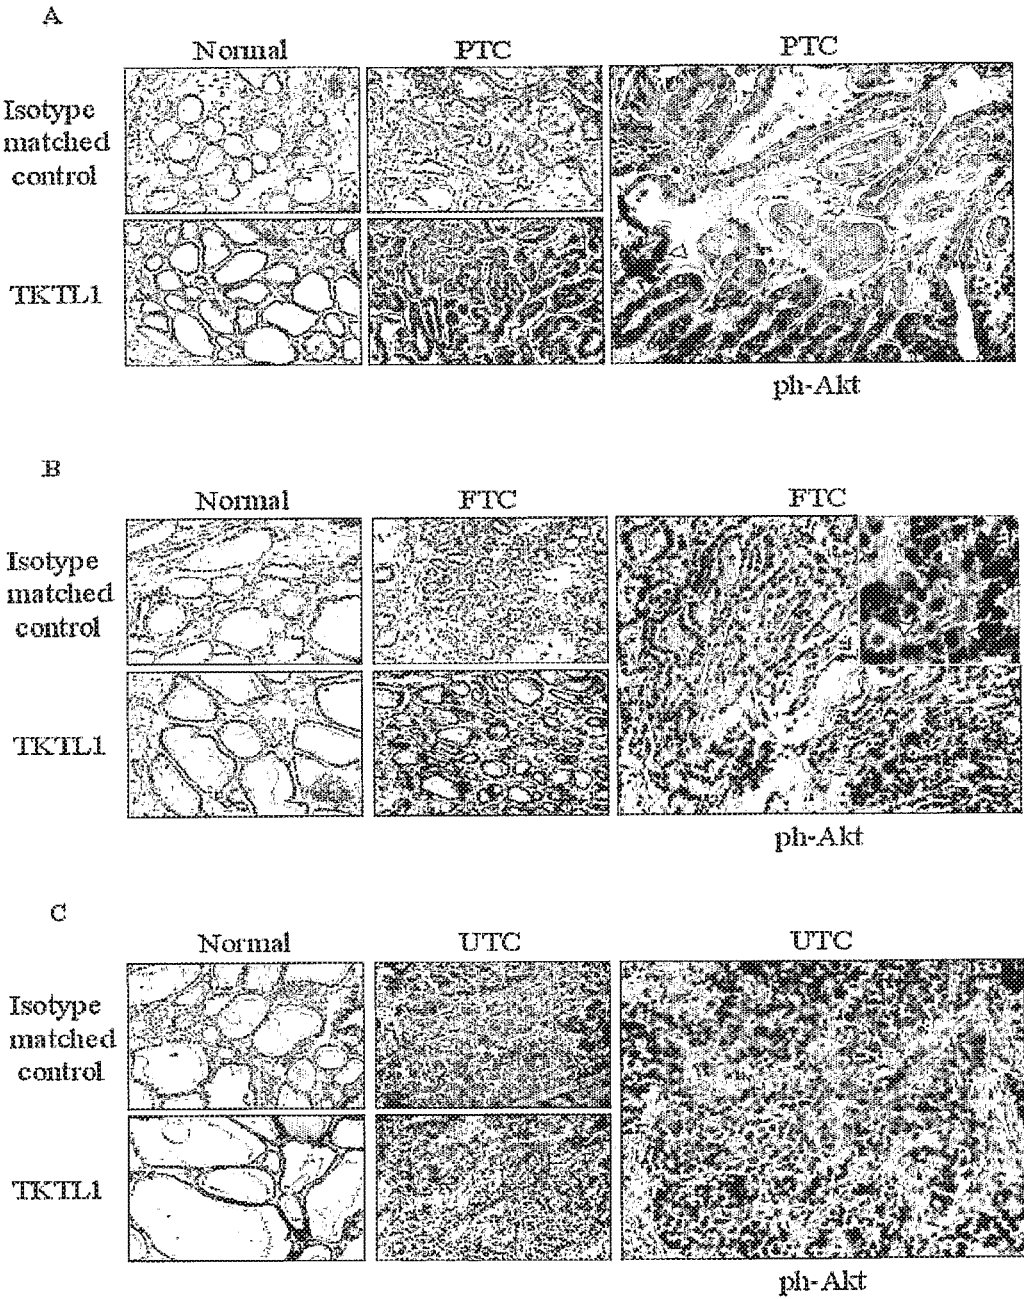 A
Normal PTC PTC
Isotype
matched
control
TKTL1
ph-Akt
B
Normal FTC FTC
Isotype
matched
control
TKTL1
ph-Akt
C
Normal UTC UTC
Isotype
matched
control
TKTL1
ph-Akt